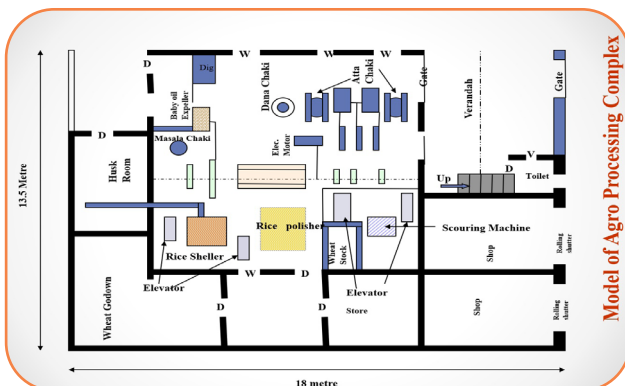 Model of Agro Processing Complex
13.5 Metre
18 metre
W
W
W
D
Dig
Baby oil
Expeller
Dana Chaki
Atta
Chaki
Gate
Verandah
Gate
Masala Chaki
D
Husk
Room
Elec.
Motor
V
D
Toilet
Up
Rice polisher
Scouring Machine
Wheat
Stock
Rice Sheller
Shop
Rolling
shutter
Elevator
W
D
Elevator
Wheat Godown
D
D
Store
Shop
Rolling
shutter